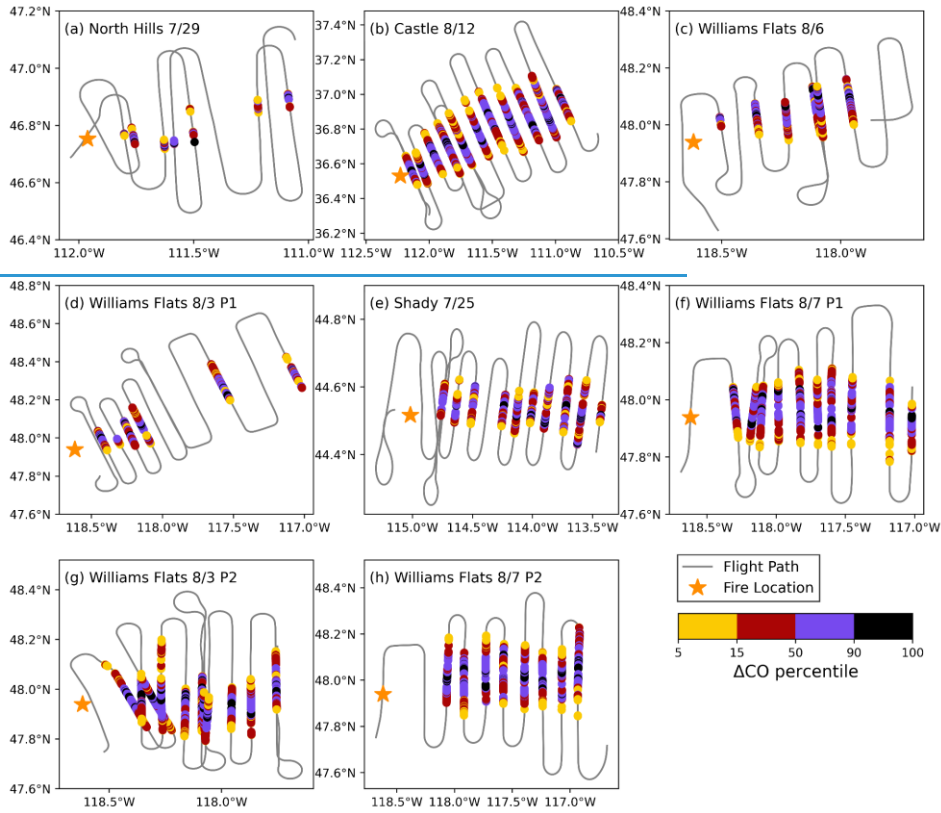 (a) North Hills 7/29
47.2°N
47.0°N
46.8°N
46.6°N
46.4°N
112.0°W 111.5°W 111.0°W
(b) Castle 8/12
37.4°N
37.2°N
37.0°N
36.8°N
36.6°N
36.4°N
36.2°N
112.5°W 112.0°W 111.5°W 111.0°W 110.5°W
(c) Williams Flats 8/6
48.4°N
48.2°N
48.0°N
47.8°N
47.6°N
118.5°W 118.0°W
(d) Williams Flats 8/3 P1
48.8°N
48.6°N
48.4°N
48.2°N
48.0°N
47.8°N
47.6°N
118.5°W 118.0°W 117.5°W 117.0°W
(e) Shady 7/25
44.8°N
44.6°N
44.4°N
115.0°W 114.5°W 114.0°W 113.5°W
(f) Williams Flats 8/7 P1
48.4°N
48.2°N
48.0°N
47.8°N
47.6°N
118.5°W 118.0°W 117.5°W 117.0°W
(g) Williams Flats 8/3 P2
48.4°N
48.2°N
48.0°N
47.8°N
47.6°N
118.5°W 118.0°W
(h) Williams Flats 8/7 P2
48.4°N
48.2°N
48.0°N
47.8°N
47.6°N
118.5°W 118.0°W 117.5°W 117.0°W
Flight Path
Fire Location
5 15 50 90 100
ΔCO percentile